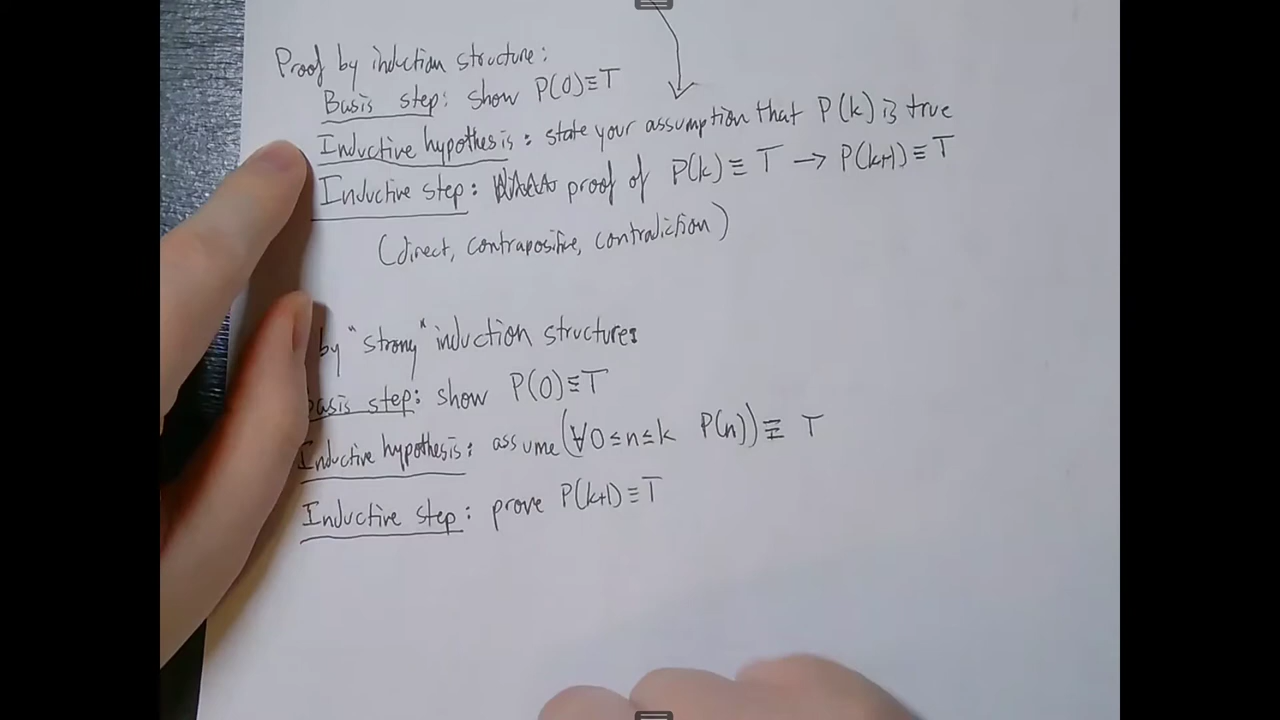 Proof by induction structure:
Basis step: show P(0)≡T
Inductive hypothesis: state your assumption that P(k) is true
Inductive step: proof of P(k)≡T → P(k+1)≡T
(direct, contrapositive, contradiction)
by "strong" induction structure:
Basis step: show P(0)≡T
Inductive hypothesis: assume (∀0≤n≤k P(n))≡ T
Inductive step: prove P(k+1)≡T